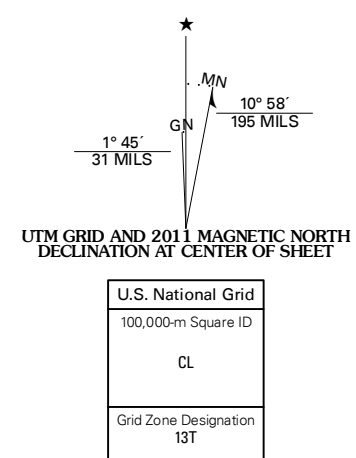 ★
MN
GN
10° 58´
195 MILS
1° 45´
31 MILS
UTM GRID AND 2011 MAGNETIC NORTH
DECLINATION AT CENTER OF SHEET
U.S. National Grid
100,000-m Square ID
CL
Grid Zone Designation
13T